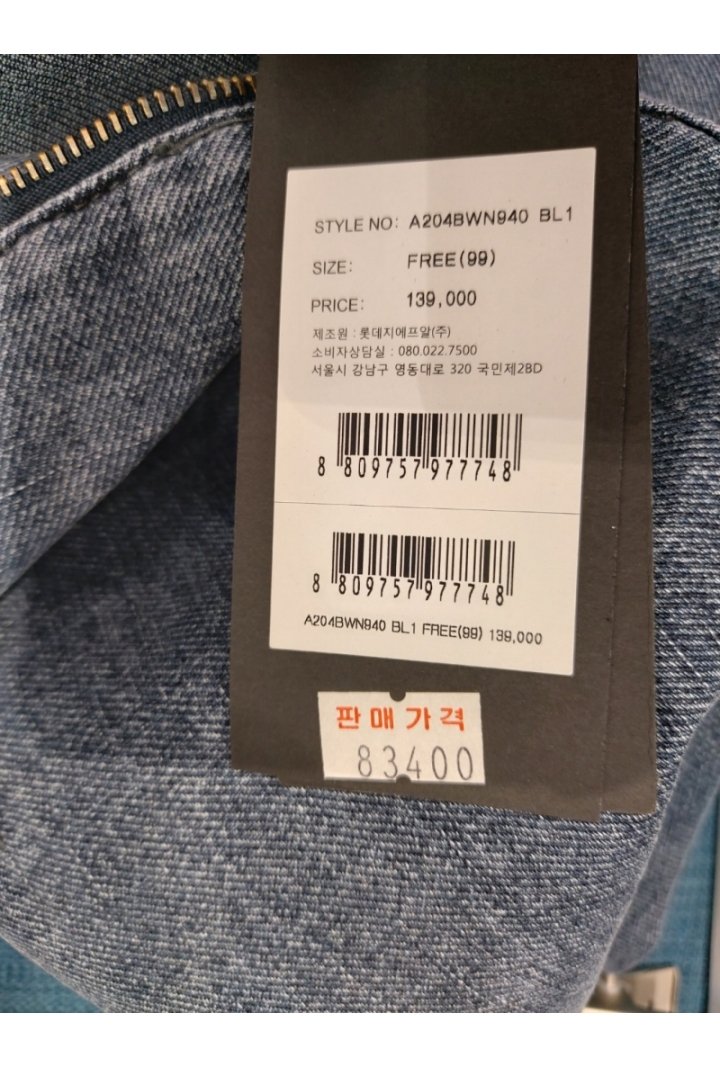 STYLE NO: A204BWN940 BL1
SIZE: FREE(99)
PRICE: 139,000
제조원 : 롯데지에프알(주)
소비자상담실 : 080.022.7500
서울시 강남구 영동대로 320 국민제2BD
8 809757 977748
8 809757 977748
A204BWN940 BL1 FREE(99) 139,000
판매가격
83400